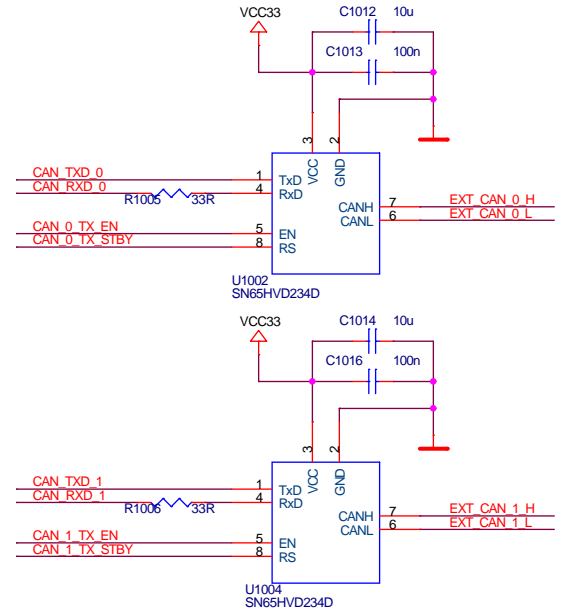 VCC33
C1012 10u
C1013 100n
3 2
VCC GND
CAN_TXD_0 1 TxD
CAN_RXD_0 4 RxD
R1005 33R
CANH 7 EXT_CAN_0_H
CANL 6 EXT_CAN_0_L
CAN_0_TX_EN 5 EN
CAN_0_TX_STBY 8 RS
U1002
SN65HVD234D
VCC33
C1014 10u
C1016 100n
3 2
VCC GND
CAN_TXD_1 1 TxD
CAN_RXD_1 4 RxD
R1006 33R
CANH 7 EXT_CAN_1_H
CANL 6 EXT_CAN_1_L
CAN_1_TX_EN 5 EN
CAN_1_TX_STBY 8 RS
U1004
SN65HVD234D